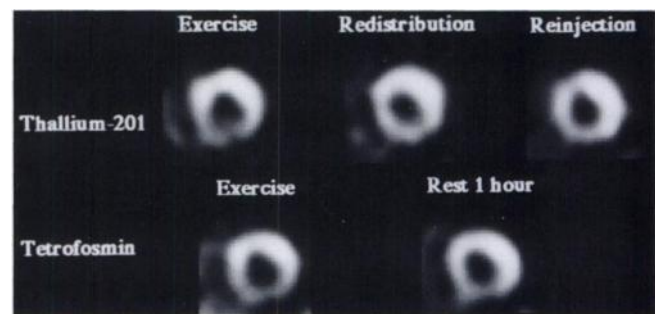 Exercise Redistribution Reinjection
Thallium-201
Exercise Rest 1 hour
Tetrofosmin